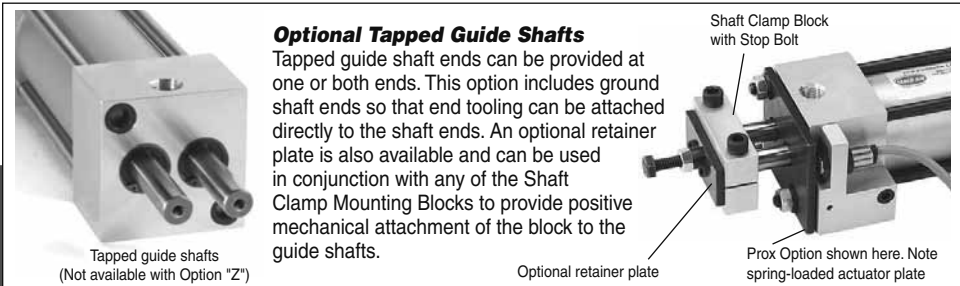 Optional Tapped Guide Shafts
Tapped guide shaft ends can be provided at
one or both ends. This option includes ground
shaft ends so that end tooling can be attached
directly to the shaft ends. An optional retainer
plate is also available and can be used
in conjunction with any of the Shaft
Clamp Mounting Blocks to provide positive
mechanical attachment of the block to the
guide shafts.
Tapped guide shafts
(Not available with Option "Z")
Shaft Clamp Block
with Stop Bolt
Optional retainer plate
Prox Option shown here. Note
spring-loaded actuator plate